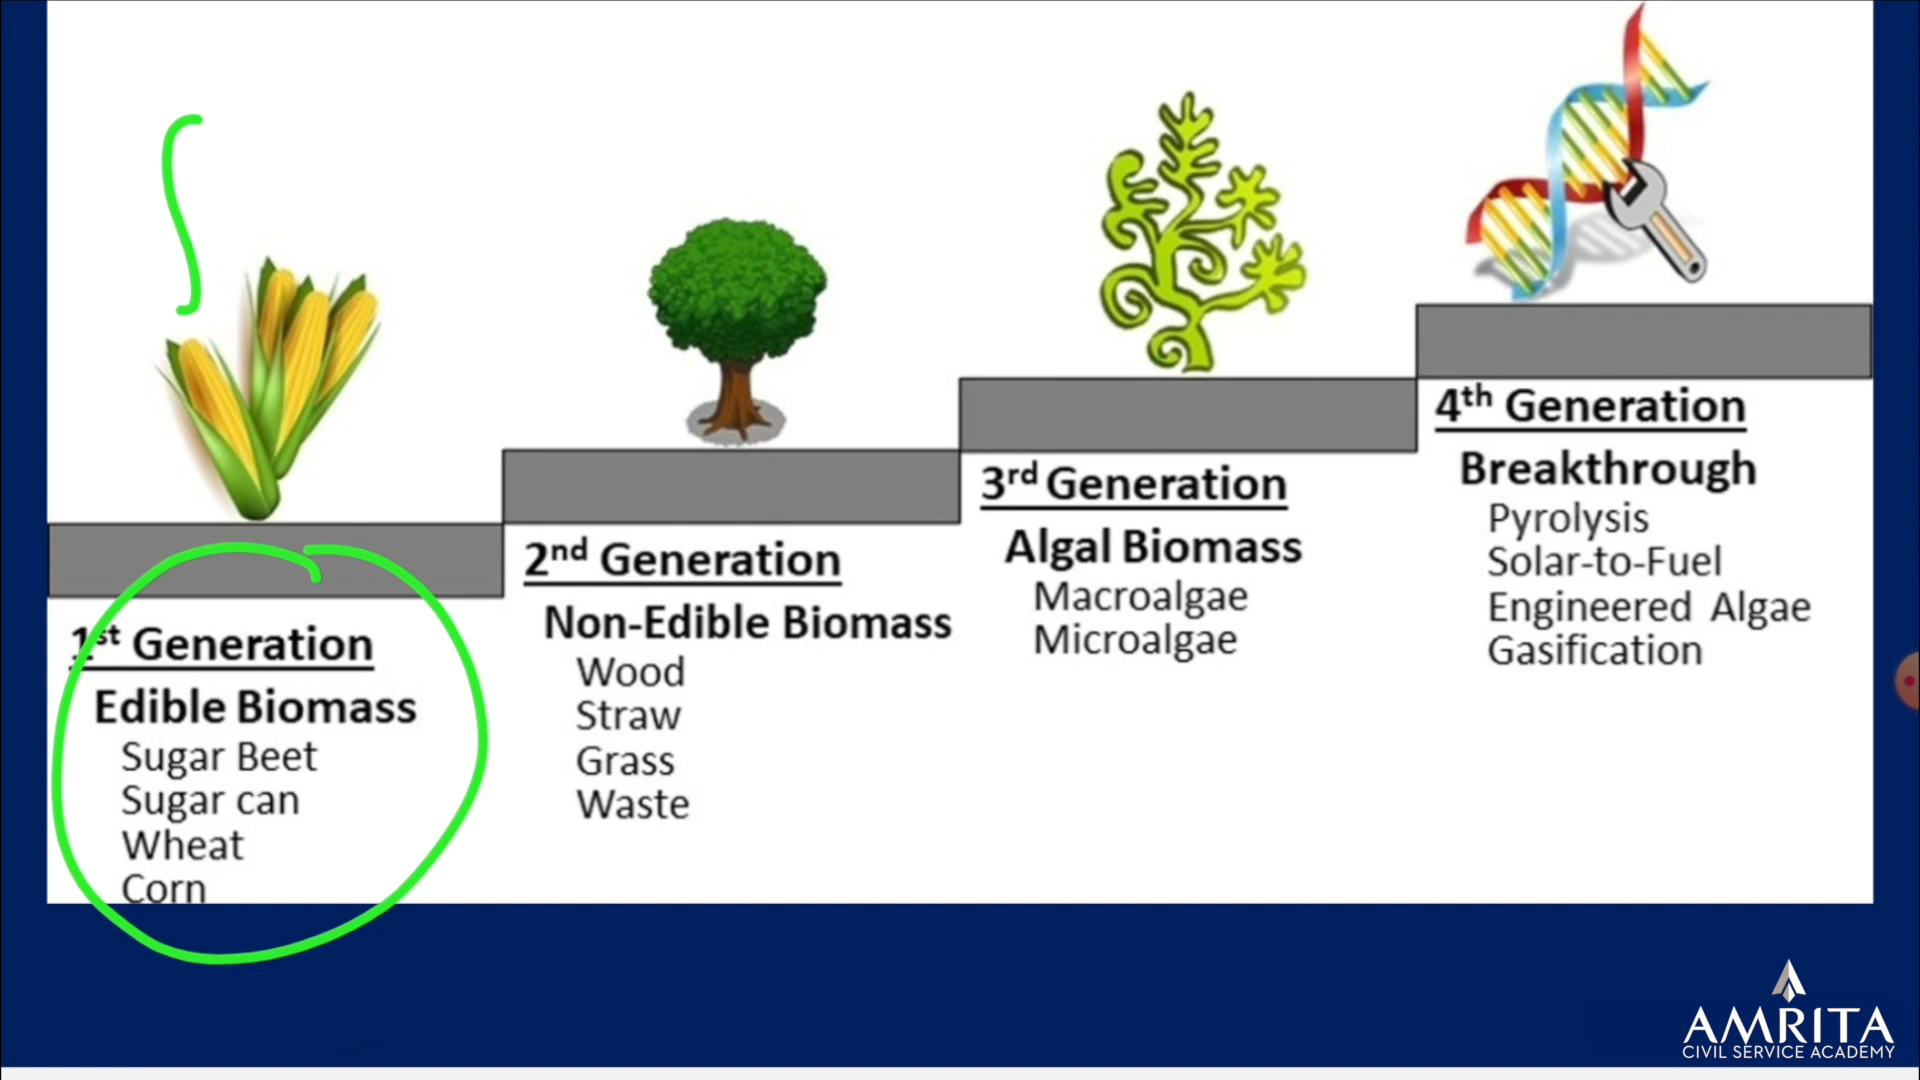 1st Generation
Edible Biomass
Sugar Beet
Sugar can
Wheat
Corn
2nd Generation
Non-Edible Biomass
Wood
Straw
Grass
Waste
3rd Generation
Algal Biomass
Macroalgae
Microalgae
4th Generation
Breakthrough
Pyrolysis
Solar-to-Fuel
Engineered Algae
Gasification
AMRITA
CIVIL SERVICE ACADEMY